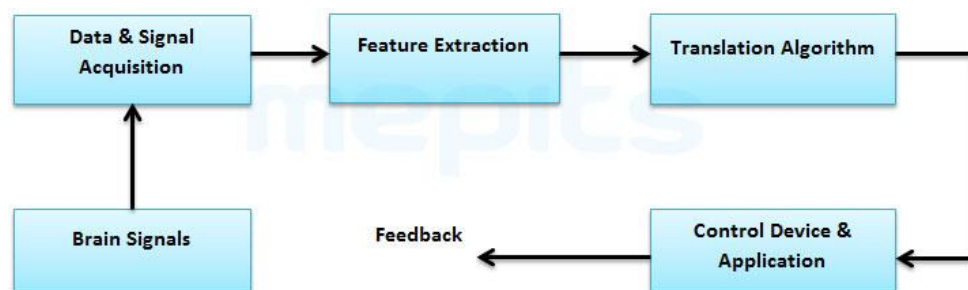 Data & Signal
Acquisition
Feature Extraction
Translation Algorithm
mepits
Brain Signals
Feedback
Control Device &
Application